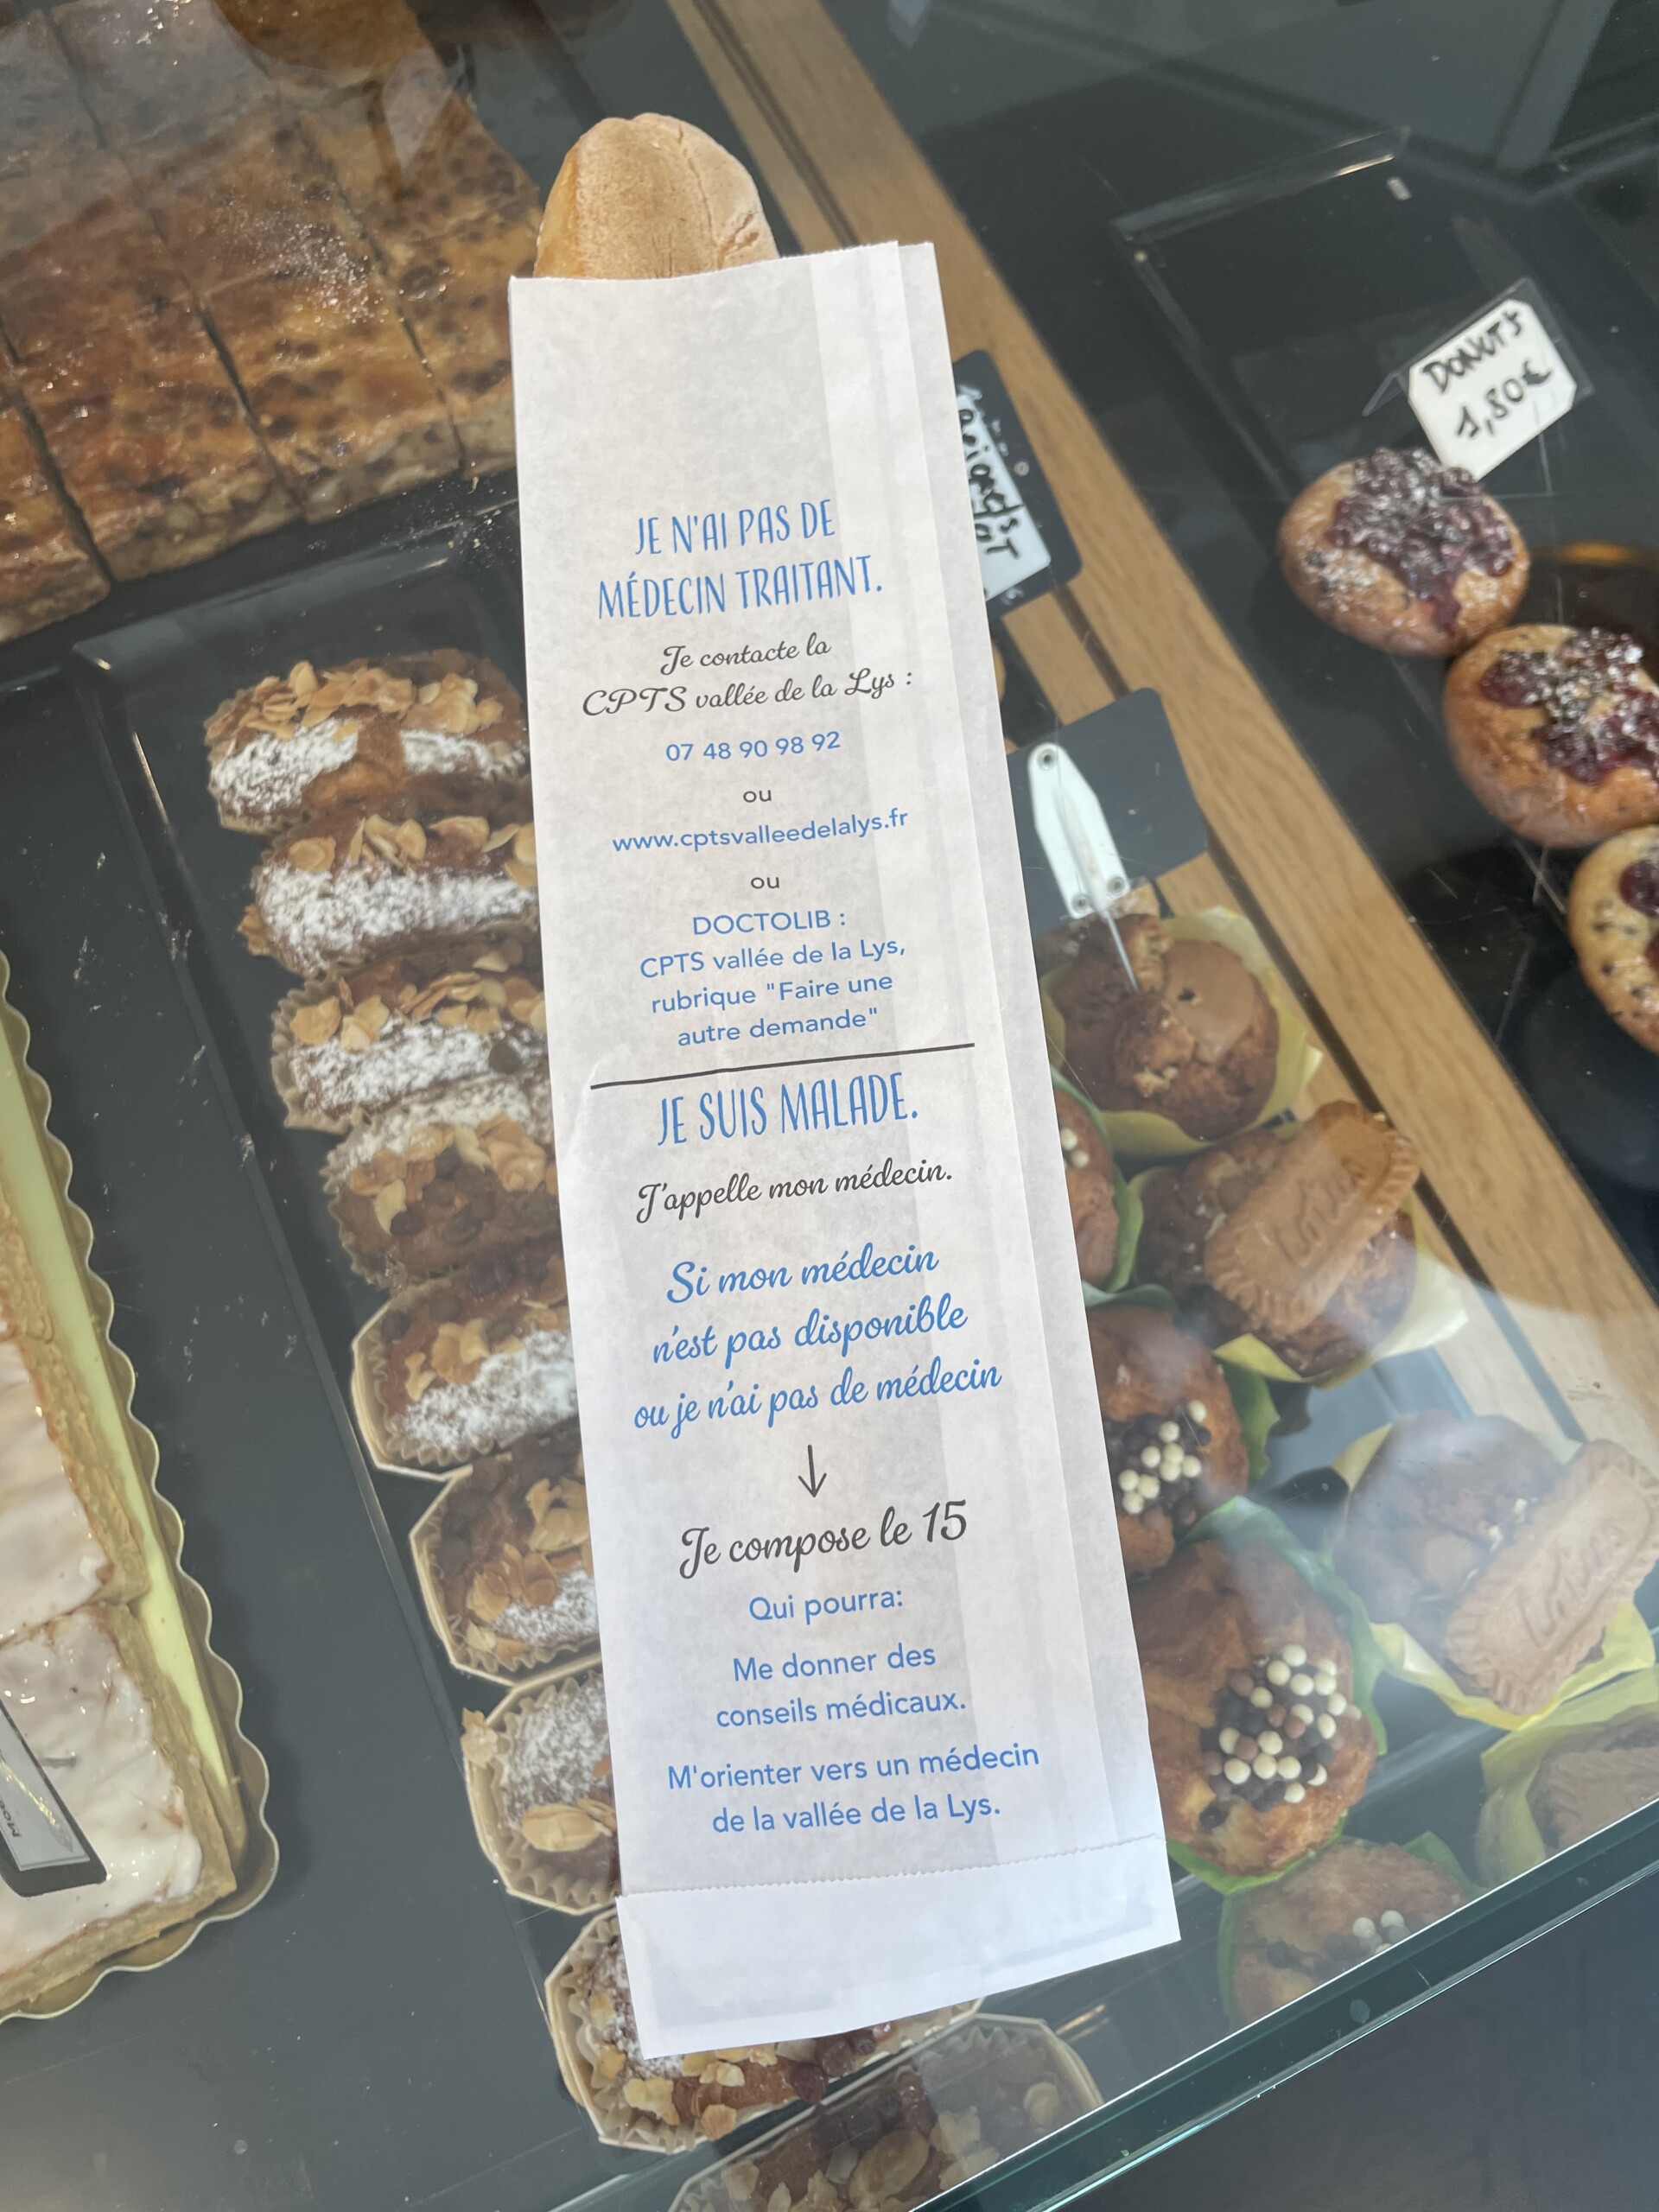 JE N'AI PAS DE
MÉDECIN TRAITANT.
Je contacte la
CPTS vallée de la Lys :
07 48 90 98 92
ou
www.cptsvalleedelalys.fr
ou
DOCTOLIB :
CPTS vallée de la Lys,
rubrique "Faire une
autre demande"
JE SUIS MALADE.
J'appelle mon médecin.
Si mon médecin
n'est pas disponible
ou je n'ai pas de médecin
Je compose le 15
Qui pourra:
Me donner des
conseils médicaux.
M'orienter vers un médecin
de la vallée de la Lys.
DONUTS
1,80€